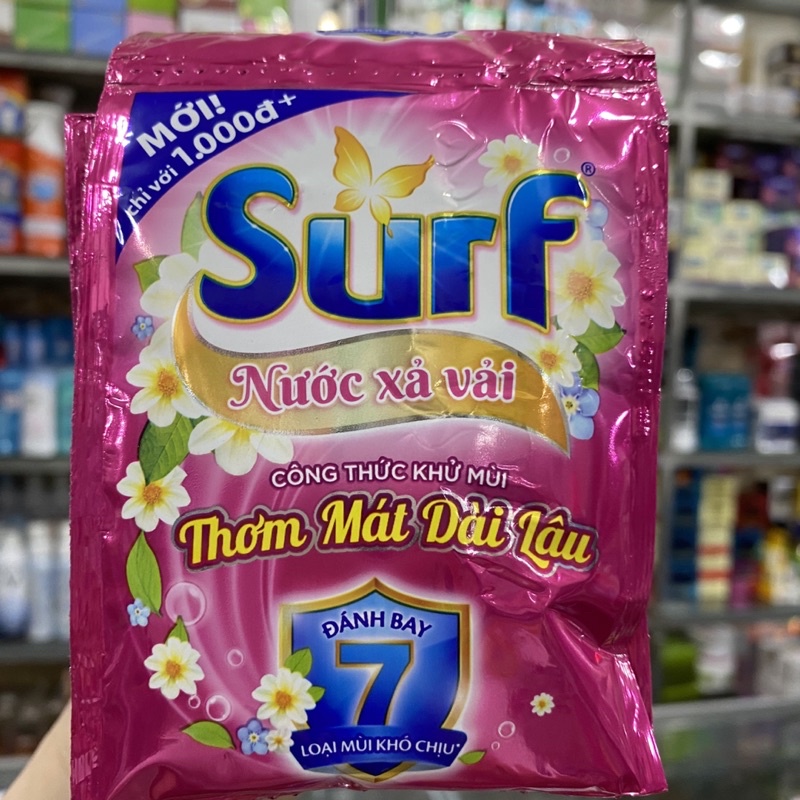 MỚI!
chỉ với 1.000đ+
Surf®
Nước xả vải
CÔNG THỨC KHỬ MÙI
Thơm Mát Dài Lâu
ĐÁNH BAY
7
LOẠI MÙI KHÓ CHỊU*